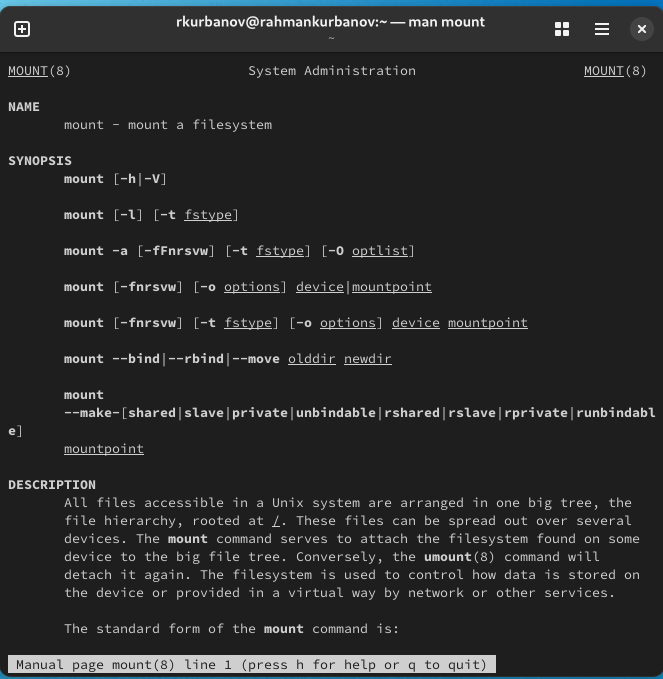 rkurbanov@rahmankurbanov:~ — man mount
~
MOUNT(8) System Administration MOUNT(8)
NAME
mount - mount a filesystem
SYNOPSIS
mount [-h|-V]
mount [-l] [-t fstype]
mount -a [-fFnrsvw] [-t fstype] [-O optlist]
mount [-fnrsvw] [-o options] device|mountpoint
mount [-fnrsvw] [-t fstype] [-o options] device mountpoint
mount --bind|--rbind|--move olddir newdir
mount
--make-[shared|slave|private|unbindable|rshared|rslave|rprivate|runbindabl
e]
mountpoint
DESCRIPTION
All files accessible in a Unix system are arranged in one big tree, the
file hierarchy, rooted at /. These files can be spread out over several
devices. The mount command serves to attach the filesystem found on some
device to the big file tree. Conversely, the umount(8) command will
detach it again. The filesystem is used to control how data is stored on
the device or provided in a virtual way by network or other services.
The standard form of the mount command is:
Manual page mount(8) line 1 (press h for help or q to quit)